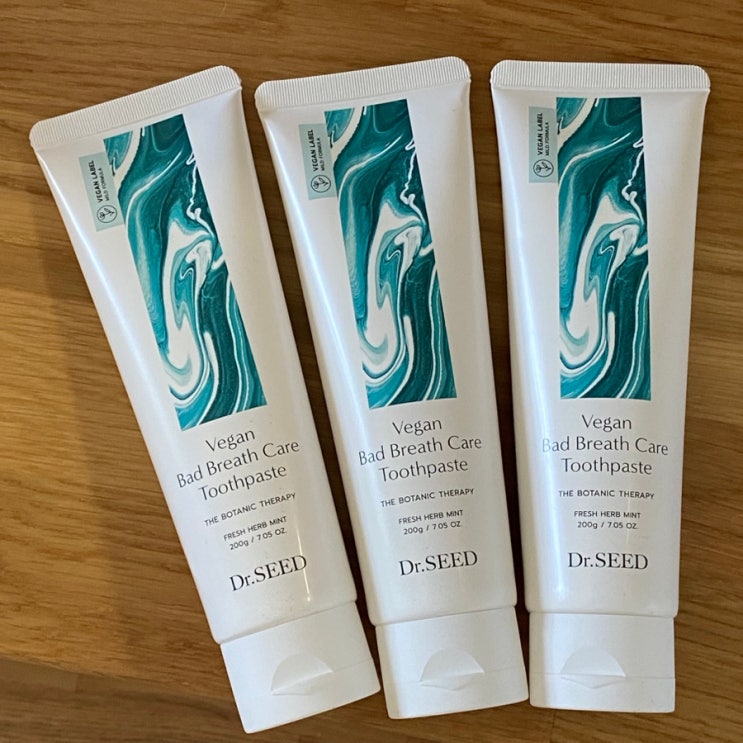 VEGAN LABEL
MILD FORMULA
Vegan
Bad Breath Care
Toothpaste
THE BOTANIC THERAPY
FRESH HERB MINT
200g / 7.05 OZ.
Dr.SEED
VEGAN LABEL
MILD FORMULA
Vegan
Bad Breath Care
Toothpaste
THE BOTANIC THERAPY
FRESH HERB MINT
200g / 7.05 OZ.
Dr.SEED
VEGAN LABEL
MILD FORMULA
Vegan
Bad Breath Care
Toothpaste
THE BOTANIC THERAPY
FRESH HERB MINT
200g / 7.05 OZ.
Dr.SEED